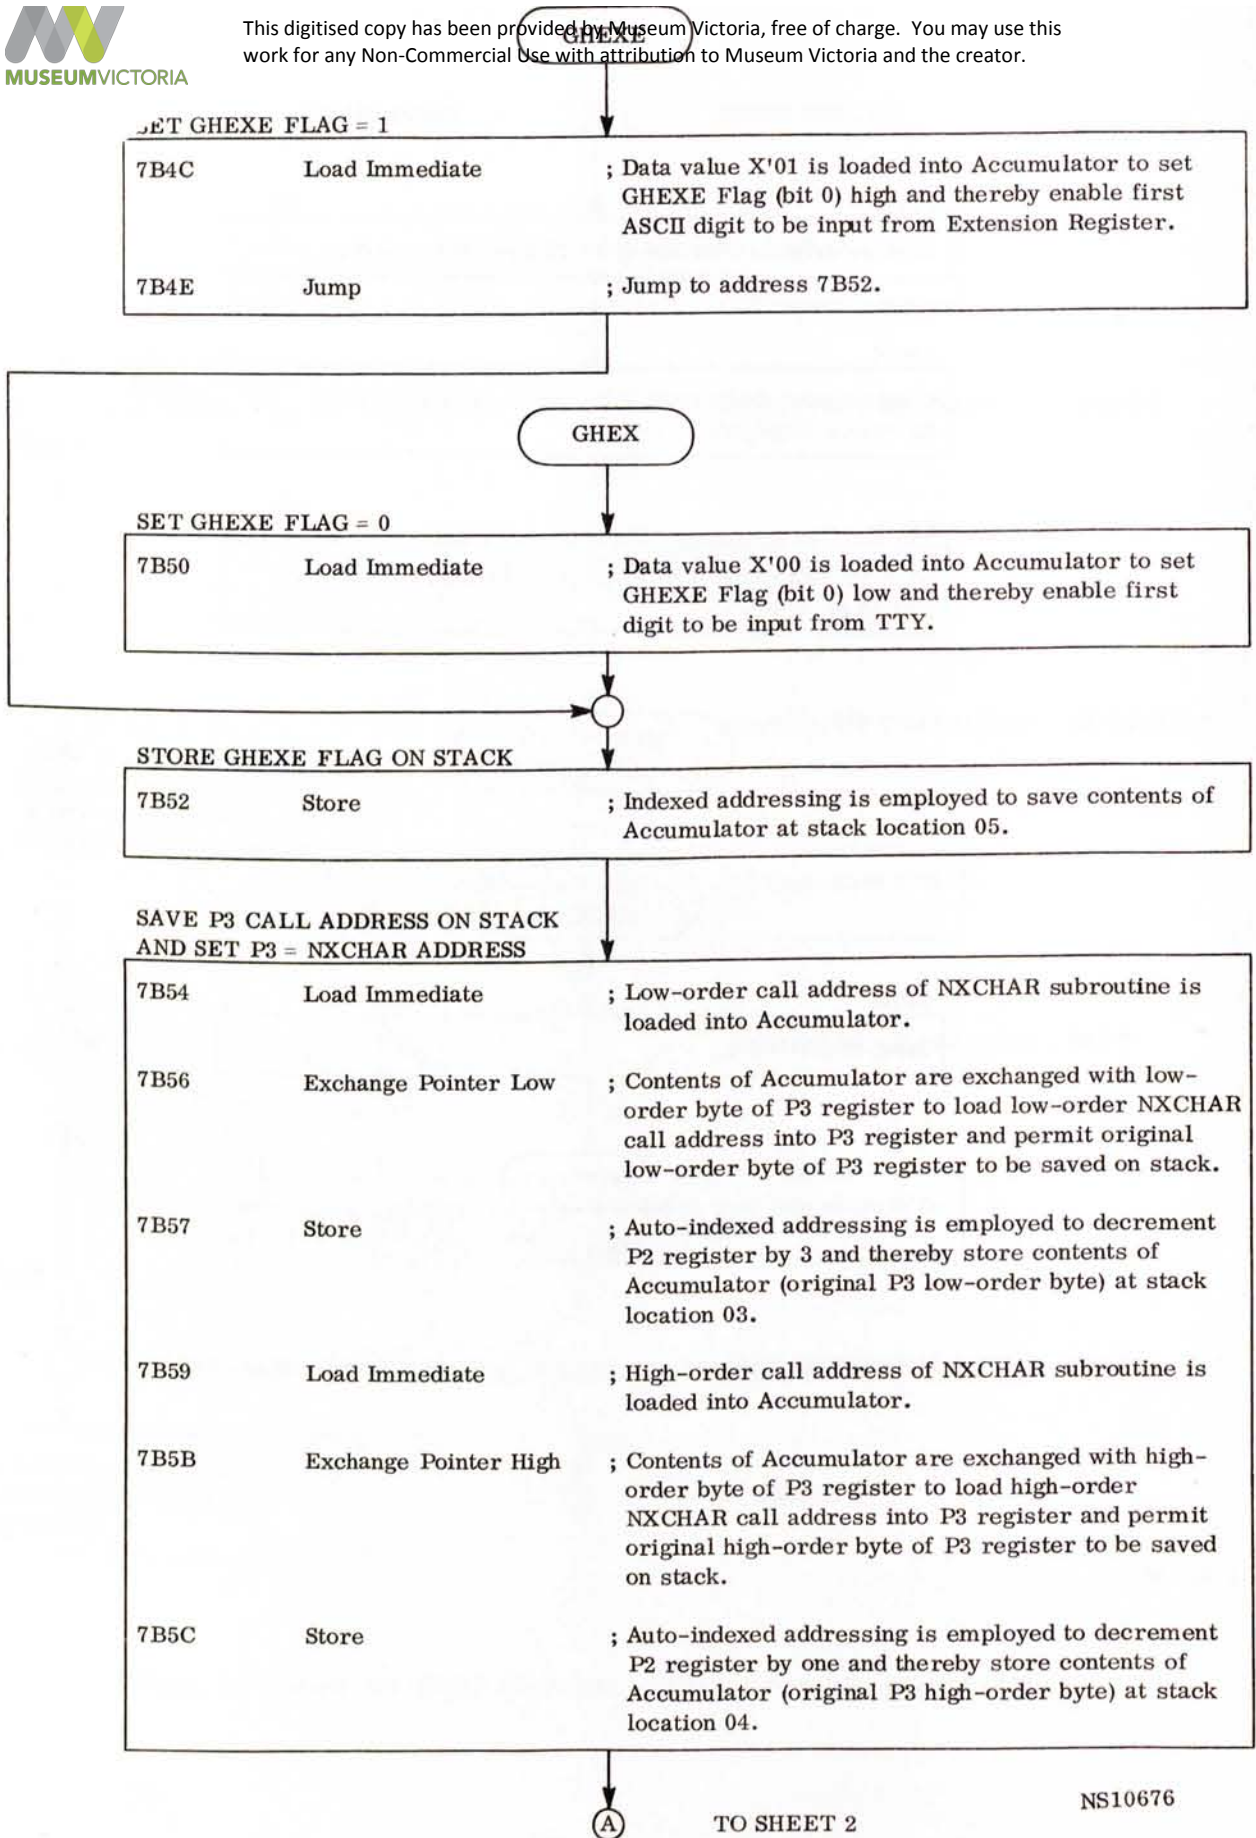 MUSEUMVICTORIA
This digitised copy has been provided by Museum Victoria, free of charge. You may use this
work for any Non-Commercial Use with attribution to Museum Victoria and the creator.
GHEXE
SET GHEXE FLAG = 1
7B4C Load Immediate ; Data value X'01 is loaded into Accumulator to set
GHEXE Flag (bit 0) high and thereby enable first
ASCII digit to be input from Extension Register.
7B4E Jump ; Jump to address 7B52.
GHEX
SET GHEXE FLAG = 0
7B50 Load Immediate ; Data value X'00 is loaded into Accumulator to set
GHEXE Flag (bit 0) low and thereby enable first
digit to be input from TTY.
STORE GHEXE FLAG ON STACK
7B52 Store ; Indexed addressing is employed to save contents of
Accumulator at stack location 05.
SAVE P3 CALL ADDRESS ON STACK
AND SET P3 = NXCHAR ADDRESS
7B54 Load Immediate ; Low-order call address of NXCHAR subroutine is
loaded into Accumulator.
7B56 Exchange Pointer Low ; Contents of Accumulator are exchanged with low-
order byte of P3 register to load low-order NXCHAR
call address into P3 register and permit original
low-order byte of P3 register to be saved on stack.
7B57 Store ; Auto-indexed addressing is employed to decrement
P2 register by 3 and thereby store contents of
Accumulator (original P3 low-order byte) at stack
location 03.
7B59 Load Immediate ; High-order call address of NXCHAR subroutine is
loaded into Accumulator.
7B5B Exchange Pointer High ; Contents of Accumulator are exchanged with high-
order byte of P3 register to load high-order
NXCHAR call address into P3 register and permit
original high-order byte of P3 register to be saved
on stack.
7B5C Store ; Auto-indexed addressing is employed to decrement
P2 register by one and thereby store contents of
Accumulator (original P3 high-order byte) at stack
location 04.
NS10676
A TO SHEET 2